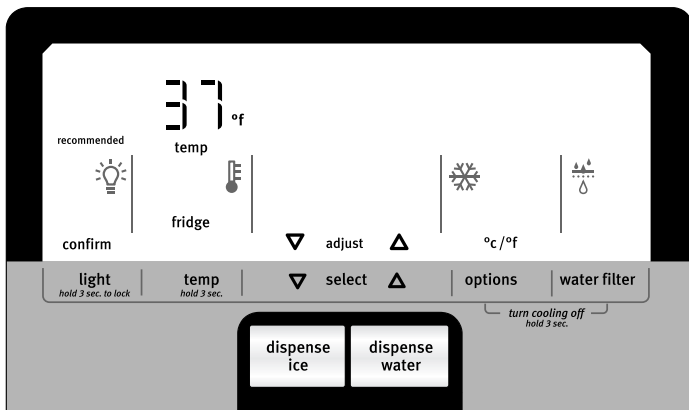 37 °f
recommended
temp
fridge
confirm
adjust
°c/°f
light
hold 3 sec. to lock
temp
hold 3 sec.
select
options
water filter
turn cooling off
hold 3 sec.
dispense
ice
dispense
water